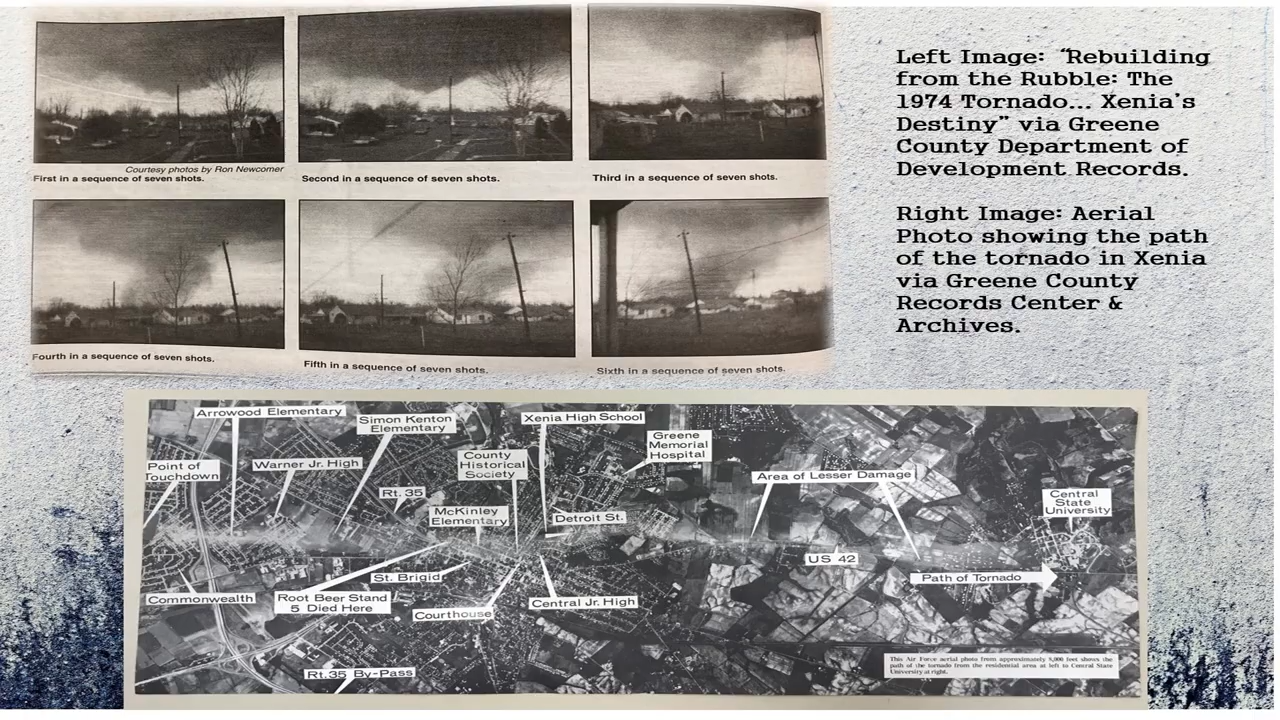 Courtesy photos by Ron Newcomer
First in a sequence of seven shots.
Second in a sequence of seven shots.
Third in a sequence of seven shots.
Fourth in a sequence of seven shots.
Fifth in a sequence of seven shots.
Sixth in a sequence of seven shots.
Left Image: “Rebuilding
from the Rubble: The
1974 Tornado... Xenia’s
Destiny” via Greene
County Department of
Development Records.
Right Image: Aerial
Photo showing the path
of the tornado in Xenia
via Greene County
Records Center &
Archives.
Arrowood Elementary
Simon Kenton
Elementary
Xenia High School
Greene
Memorial
Hospital
Point of
Touchdown
Warner Jr. High
County
Historical
Society
Area of Lesser Damage
Rt. 35
Central
State
University
McKinley
Elementary
Detroit St.
US 42
St. Brigid
Path of Tornado
Commonwealth
Root Beer Stand
5 Died Here
Courthouse
Central Jr. High
Rt. 35 By-Pass
This Air Force aerial photo from approximately 8,000 feet shows the
path of the tornado from the residential area at left to Central State
University at right.